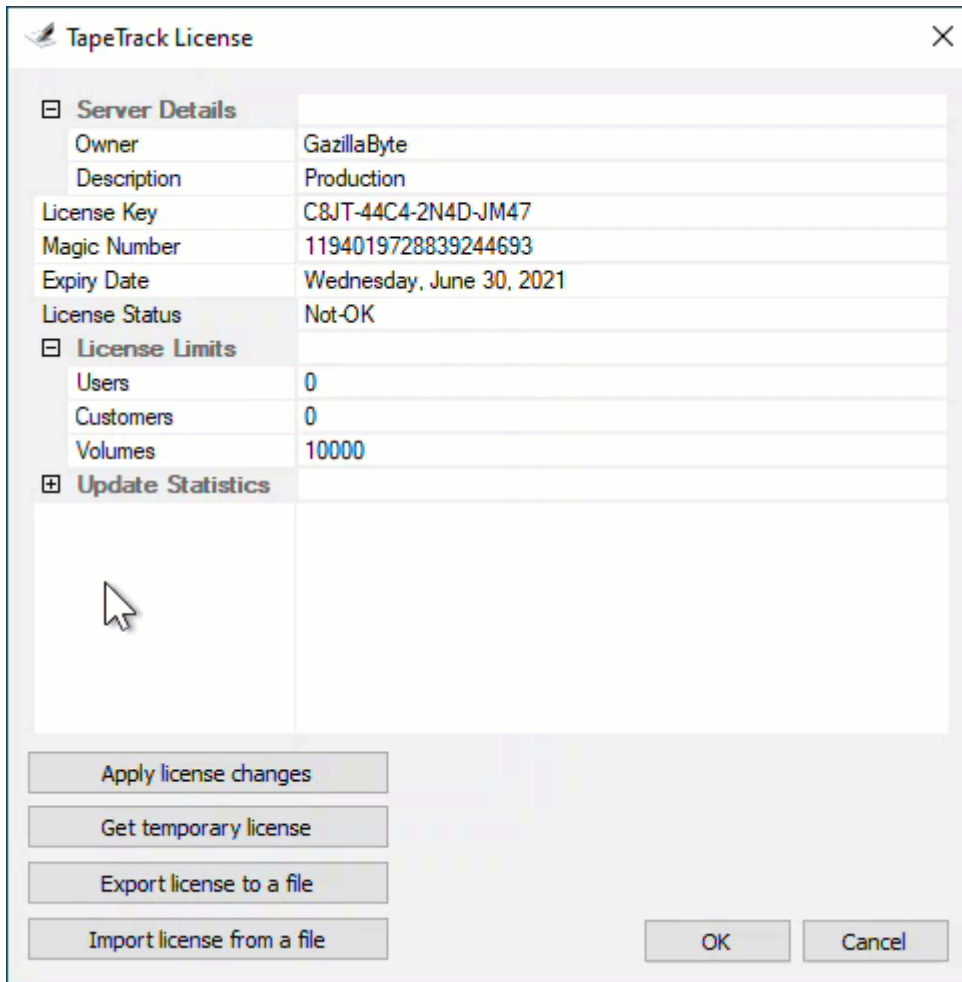 TapeTrack License
Server Details
Owner GazillaByte
Description Production
License Key C8JT-44C4-2N4D-JM47
Magic Number 1194019728839244693
Expiry Date Wednesday, June 30, 2021
License Status Not-OK
License Limits
Users 0
Customers 0
Volumes 10000
Update Statistics
Apply license changes
Get temporary license
Export license to a file
Import license from a file
OK Cancel